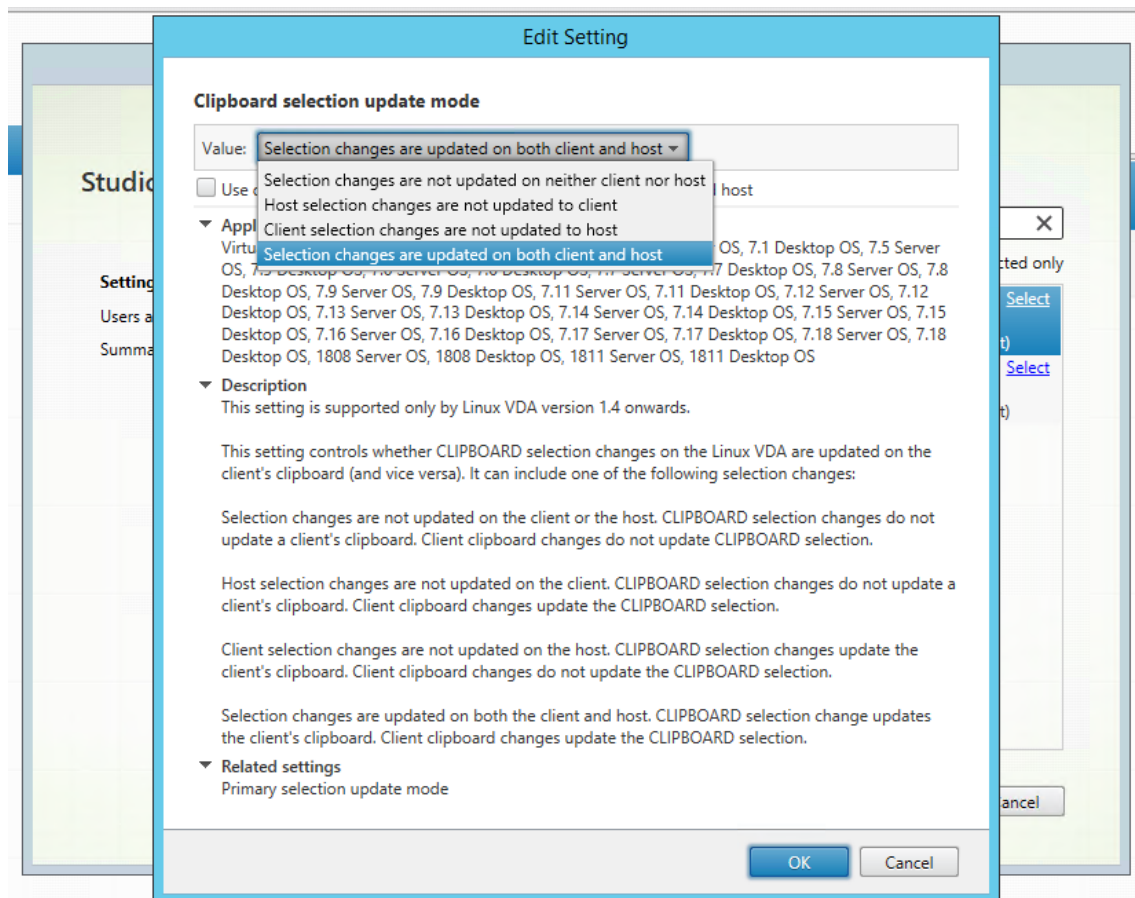 Edit Setting
Clipboard selection update mode
Value: Selection changes are updated on both client and host
Selection changes are not updated on neither client nor host
Host selection changes are not updated to client
Client selection changes are not updated to host
Selection changes are updated on both client and host
Use host
OS, 7.1 Desktop OS, 7.5 Server
OS, 7.5 Desktop OS, 7.6 Server OS, 7.6 Desktop OS, 7.7 Server OS, 7.7 Desktop OS, 7.8 Server OS, 7.8
Desktop OS, 7.9 Server OS, 7.9 Desktop OS, 7.11 Server OS, 7.11 Desktop OS, 7.12 Server OS, 7.12
Desktop OS, 7.13 Server OS, 7.13 Desktop OS, 7.14 Server OS, 7.14 Desktop OS, 7.15 Server OS, 7.15
Desktop OS, 7.16 Server OS, 7.16 Desktop OS, 7.17 Server OS, 7.17 Desktop OS, 7.18 Server OS, 7.18
Desktop OS, 1808 Server OS, 1808 Desktop OS, 1811 Server OS, 1811 Desktop OS
Description
This setting is supported only by Linux VDA version 1.4 onwards.
This setting controls whether CLIPBOARD selection changes on the Linux VDA are updated on the
client's clipboard (and vice versa). It can include one of the following selection changes:
Selection changes are not updated on the client or the host. CLIPBOARD selection changes do not
update a client's clipboard. Client clipboard changes do not update CLIPBOARD selection.
Host selection changes are not updated on the client. CLIPBOARD selection changes do not update a
client's clipboard. Client clipboard changes update the CLIPBOARD selection.
Client selection changes are not updated on the host. CLIPBOARD selection changes update the
client's clipboard. Client clipboard changes do not update the CLIPBOARD selection.
Selection changes are updated on both the client and host. CLIPBOARD selection change updates
the client's clipboard. Client clipboard changes update the CLIPBOARD selection.
Related settings
Primary selection update mode
OK
Cancel
Studio
Setting
Users a
Summa
cted only
Select
t)
Select
t)
ancel